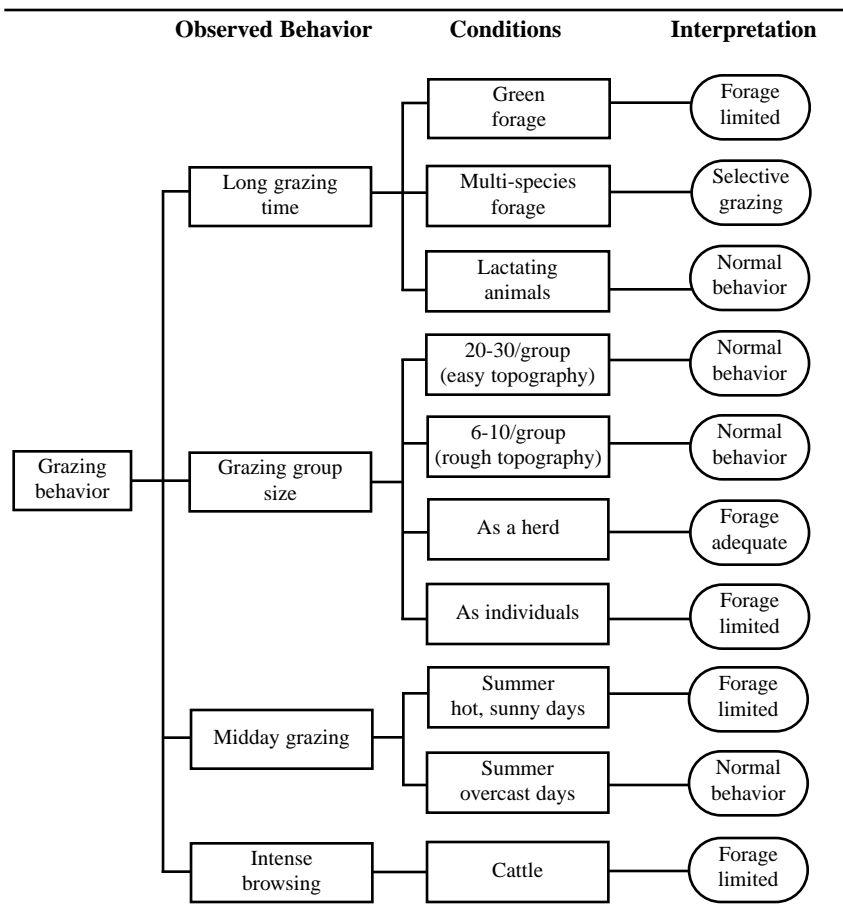 Observed Behavior Conditions Interpretation
Green
forage
Forage
limited
Long grazing
time
Multi-species
forage
Selective
grazing
Lactating
animals
Normal
behavior
20-30/group
(easy topography)
Normal
behavior
Grazing
behavior
Grazing group
size
6-10/group
(rough topography)
Normal
behavior
As a herd
Forage
adequate
As individuals
Forage
limited
Midday grazing
Summer
hot, sunny days
Forage
limited
Summer
overcast days
Normal
behavior
Intense
browsing
Cattle
Forage
limited